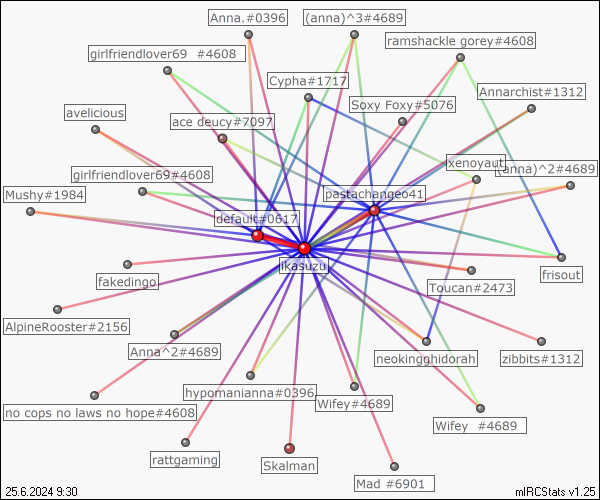 Anna.#0396
(anna)^3#4689
girlfriendlover69 #4608
ramshackle gorey#4608
Cypha#1717
Annarchist#1312
Soxy Foxy#5076
avelicious
ace deucy#7097
xenoyauti
(anna)^2#4689
girlfriendlover69#4608
Mushy#1984
pastachangeo41
default#0617
ikasuzu
fakedingo
frisout
Toucan#2473
AlpineRooster#2156
Anna^2#4689
neokingghidorah
zibbits#1312
hypomanianna#0396
Wifey#4689
no cops no laws no hope#4608
Wifey #4689
rattgaming
Skalman
Mad #6901
25.6.2024 9:30
mIRCStats v1.25